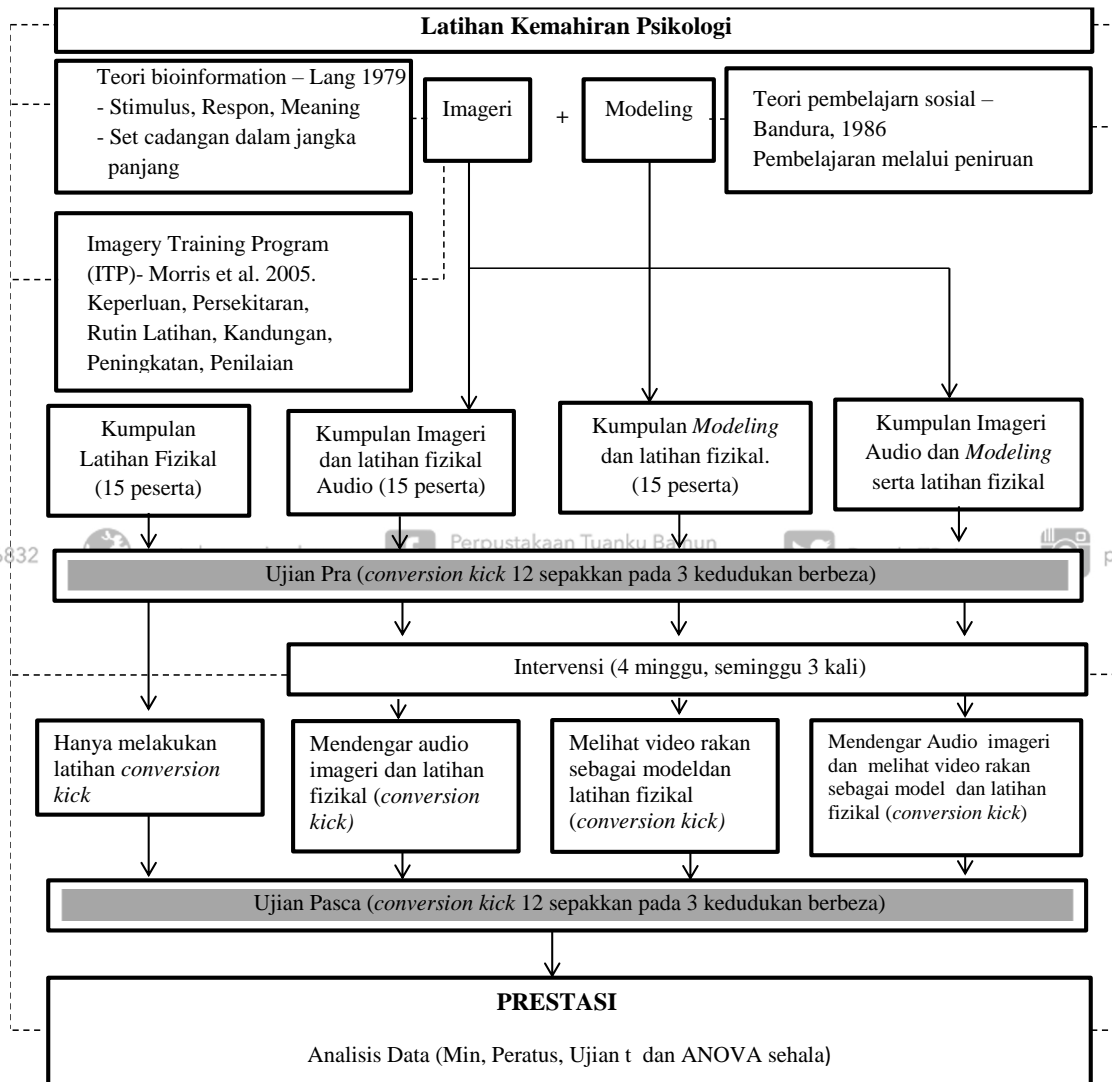 Latihan Kemahiran Psikologi
Teori bioinformation – Lang 1979
- Stimulus, Respon, Meaning
- Set cadangan dalam jangka
panjang
Imageri
+
Modeling
Teori pembelajarn sosial –
Bandura, 1986
Pembelajaran melalui peniruan
Imagery Training Program
(ITP)- Morris et al. 2005.
Keperluan, Persekitaran,
Rutin Latihan, Kandungan,
Peningkatan, Penilaian
Kumpulan
Latihan Fizikal
(15 peserta)
Kumpulan Imageri
dan latihan fizikal
Audio (15 peserta)
Kumpulan Modeling
dan latihan fizikal.
(15 peserta)
Kumpulan Imageri
Audio dan Modeling
serta latihan fizikal
6832
Perpustakaan Tuanku Bainun
Ujian Pra (conversion kick 12 sepakkan pada 3 kedudukan berbeza)
Intervensi (4 minggu, seminggu 3 kali)
Hanya melakukan
latihan conversion
kick
Mendengar audio
imageri dan latihan
fizikal (conversion
kick)
Melihat video rakan
sebagai modeldan
latihan fizikal
(conversion kick)
Mendengar Audio imageri
dan melihat video rakan
sebagai model dan latihan
fizikal (conversion kick)
Ujian Pasca (conversion kick 12 sepakkan pada 3 kedudukan berbeza)
PRESTASI
Analisis Data (Min, Peratus, Ujian t dan ANOVA sehala)